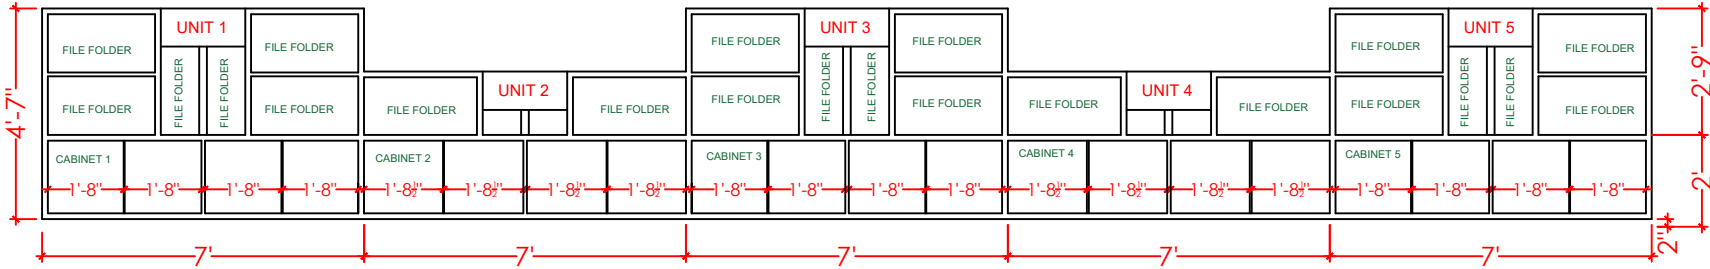 UNIT 1 UNIT 3 UNIT 5
FILE FOLDER FILE FOLDER FILE FOLDER FILE FOLDER FILE FOLDER FILE FOLDER
UNIT 2 UNIT 4
FILE FOLDER FILE FOLDER FILE FOLDER FILE FOLDER FILE FOLDER FILE FOLDER
FILE FOLDER FILE FOLDER FILE FOLDER FILE FOLDER FILE FOLDER FILE FOLDER FILE FOLDER FILE FOLDER FILE FOLDER FILE FOLDER
4'-7" 2'-9"
CABINET 1 CABINET 2 CABINET 3 CABINET 4 CABINET 5
1'-8" 1'-8" 1'-8" 1'-8" 1'-8½" 1'-8½" 1'-8½" 1'-8½" 1'-8" 1'-8" 1'-8" 1'-8" 1'-8½" 1'-8½" 1'-8½" 1'-8½" 1'-8" 1'-8" 1'-8" 1'-8" 2'
7' 7' 7' 7' 7' 2"